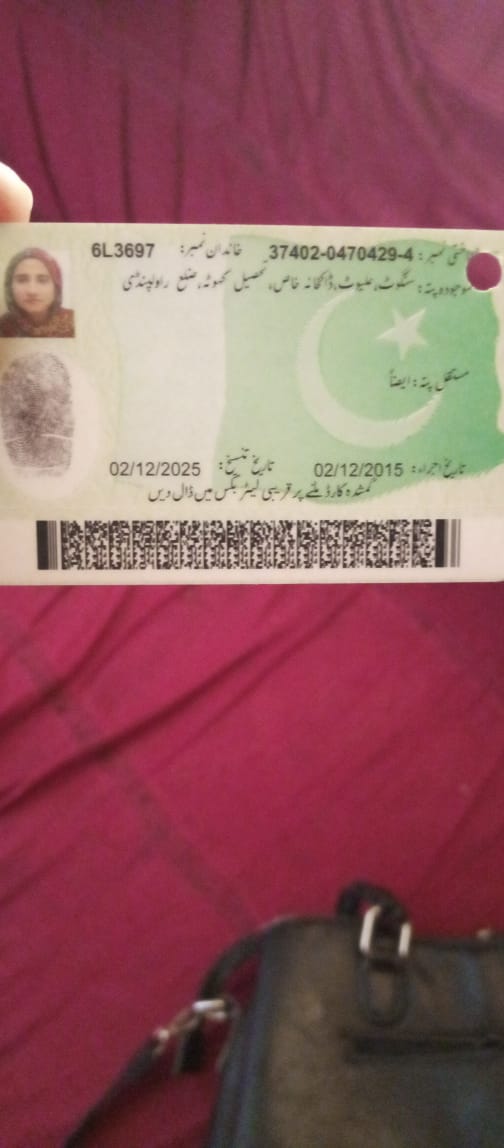 شناختی نمبر: 37402-0470429-4 خاندان نمبر: 6L3697
موجودہ پتہ: سنگوٹ، علیوٹ، ڈاکخانہ خاص، تحصیل کہوٹہ، ضلع راولپنڈی
مستقل پتہ: ایضاً
تاریخ اجراء: 02/12/2015 تاریخ تنسیخ: 02/12/2025
گمشدہ کارڈ ملنے پر قریبی لیٹر بکس میں ڈال دیں